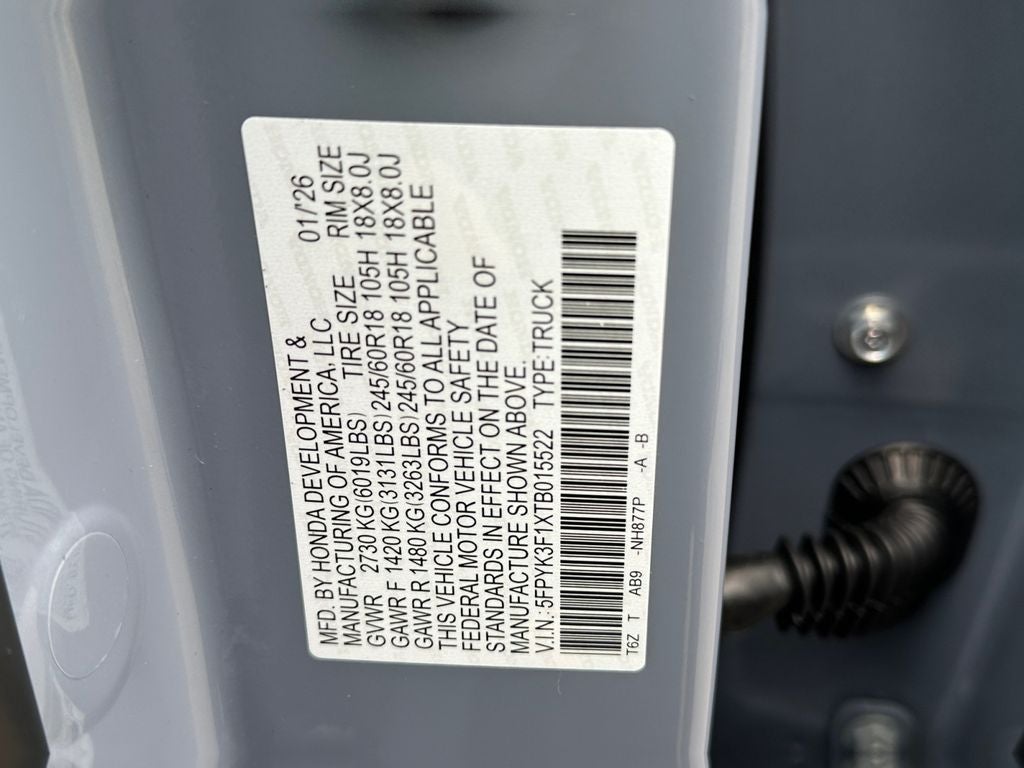 MFD. BY HONDA DEVELOPMENT &
MANUFACTURING OF AMERICA, LLC 01/'26
TIRE SIZE RIM SIZE
GVWR 2730 KG(6019LBS)
GAWR F 1420 KG(3131LBS) 245/60R18 105H 18X8.0J
GAWR R 1480 KG(3263LBS) 245/60R18 105H 18X8.0J
THIS VEHICLE CONFORMS TO ALL APPLICABLE
FEDERAL MOTOR VEHICLE SAFETY
STANDARDS IN EFFECT ON THE DATE OF
MANUFACTURE SHOWN ABOVE.
V.I.N.: 5FPYK3F1XTB015522 TYPE:TRUCK
T6Z T AB9 -NH877P -A -B